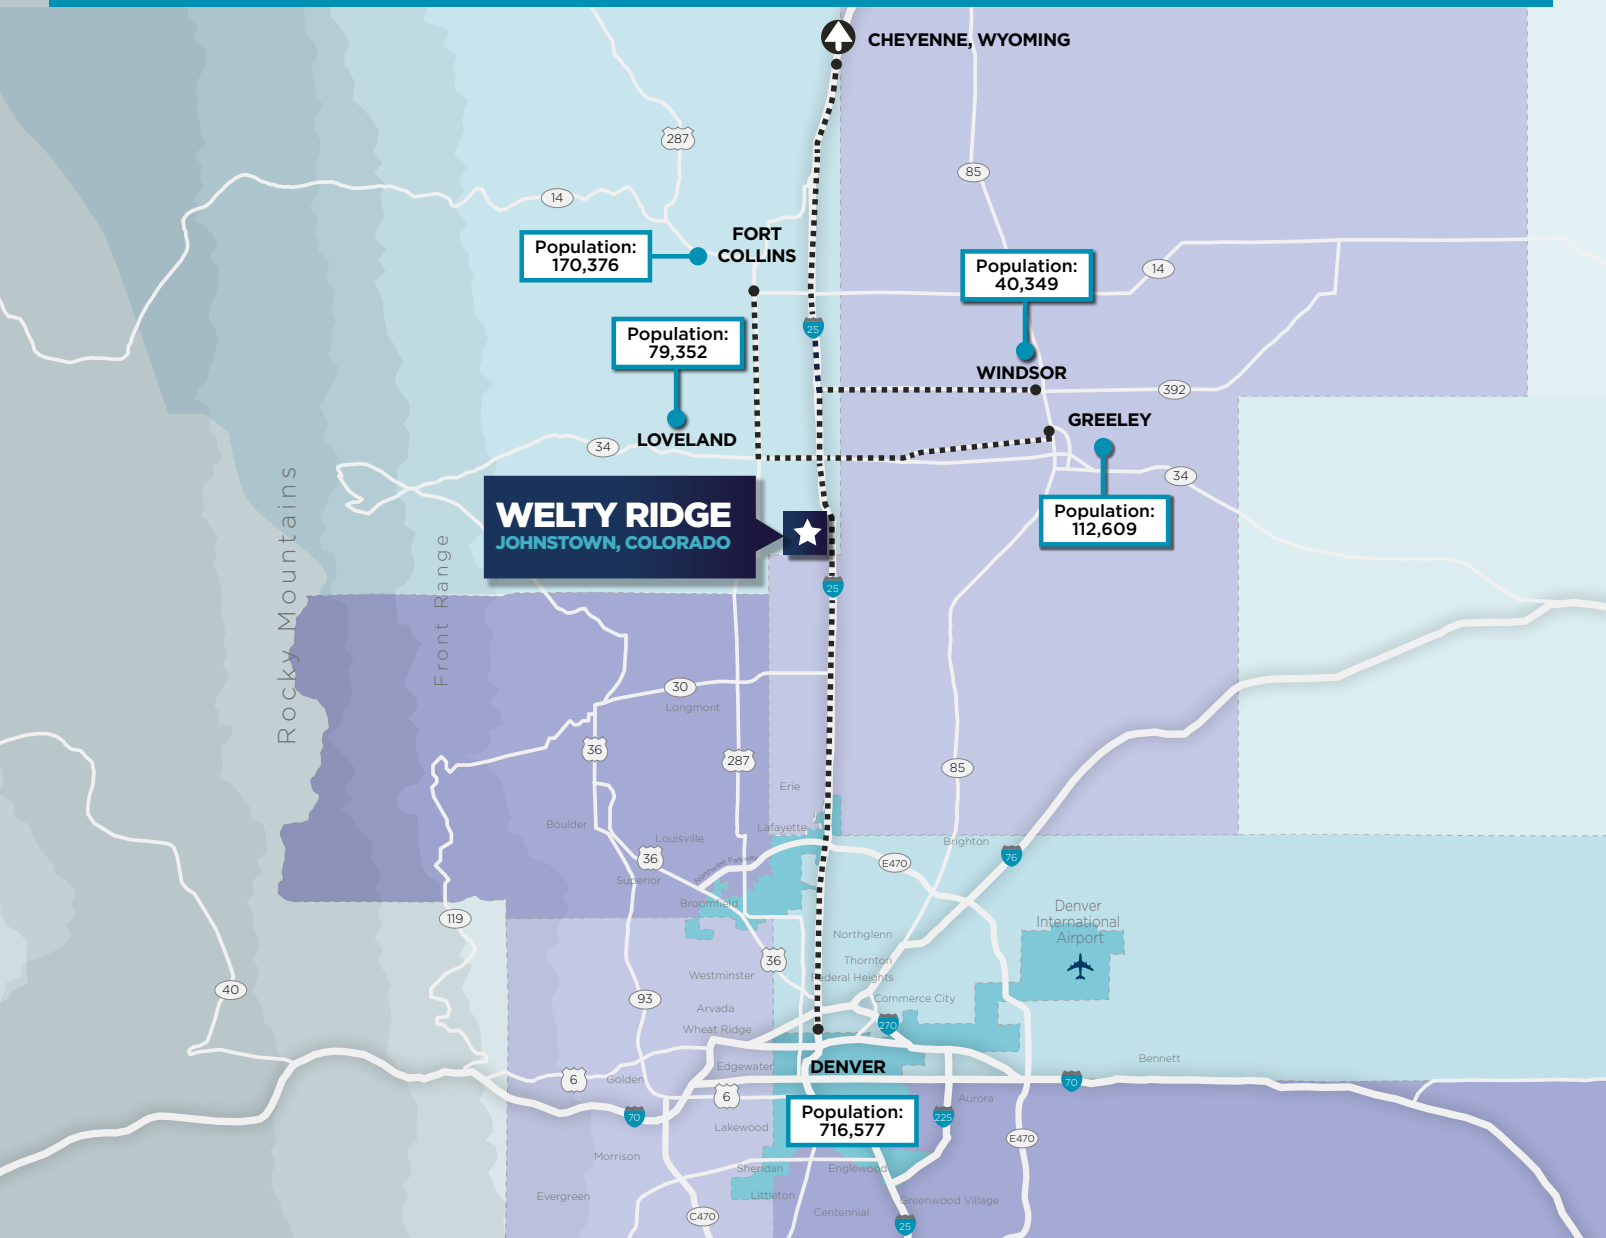 CHEYENNE, WYOMING
287
85
14
FORT
COLLINS
Population:
170,376
Population:
40,349
14
25
Population:
79,352
WINDSOR
392
GREELEY
LOVELAND
34
34
WELTY RIDGE
JOHNSTOWN, COLORADO
Population:
112,609
25
Rocky Mountains
Front Range
30
Longmont
36
287
85
Erie
Boulder
Lafayette
Louisville
Brighton
36
Northwest Parkway
E470
76
Superior
Broomfield
119
Denver
International
Airport
Northglenn
36
Thornton
Westminster
Federal Heights
40
93
Commerce City
Arvada
270
Wheat Ridge
Bennett
Edgewater
DENVER
6
Golden
70
6
Aurora
70
Population:
716,577
225
Lakewood
E470
Morrison
Sheridan
Englewood
Evergreen
Littleton
Greenwood Village
C470
Centennial
25